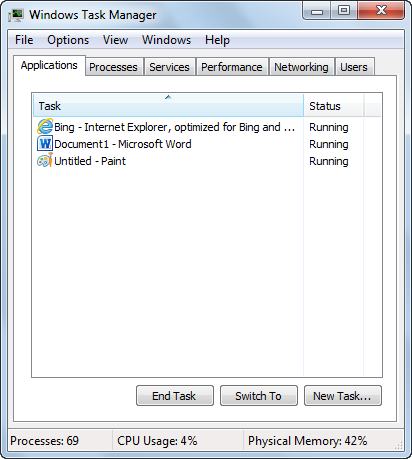 Windows Task Manager
File Options View Windows Help
Applications Processes Services Performance Networking Users
Task Status
Bing - Internet Explorer, optimized for Bing and ... Running
Document1 - Microsoft Word Running
Untitled - Paint Running
End Task Switch To New Task...
Processes: 69 CPU Usage: 4% Physical Memory: 42%